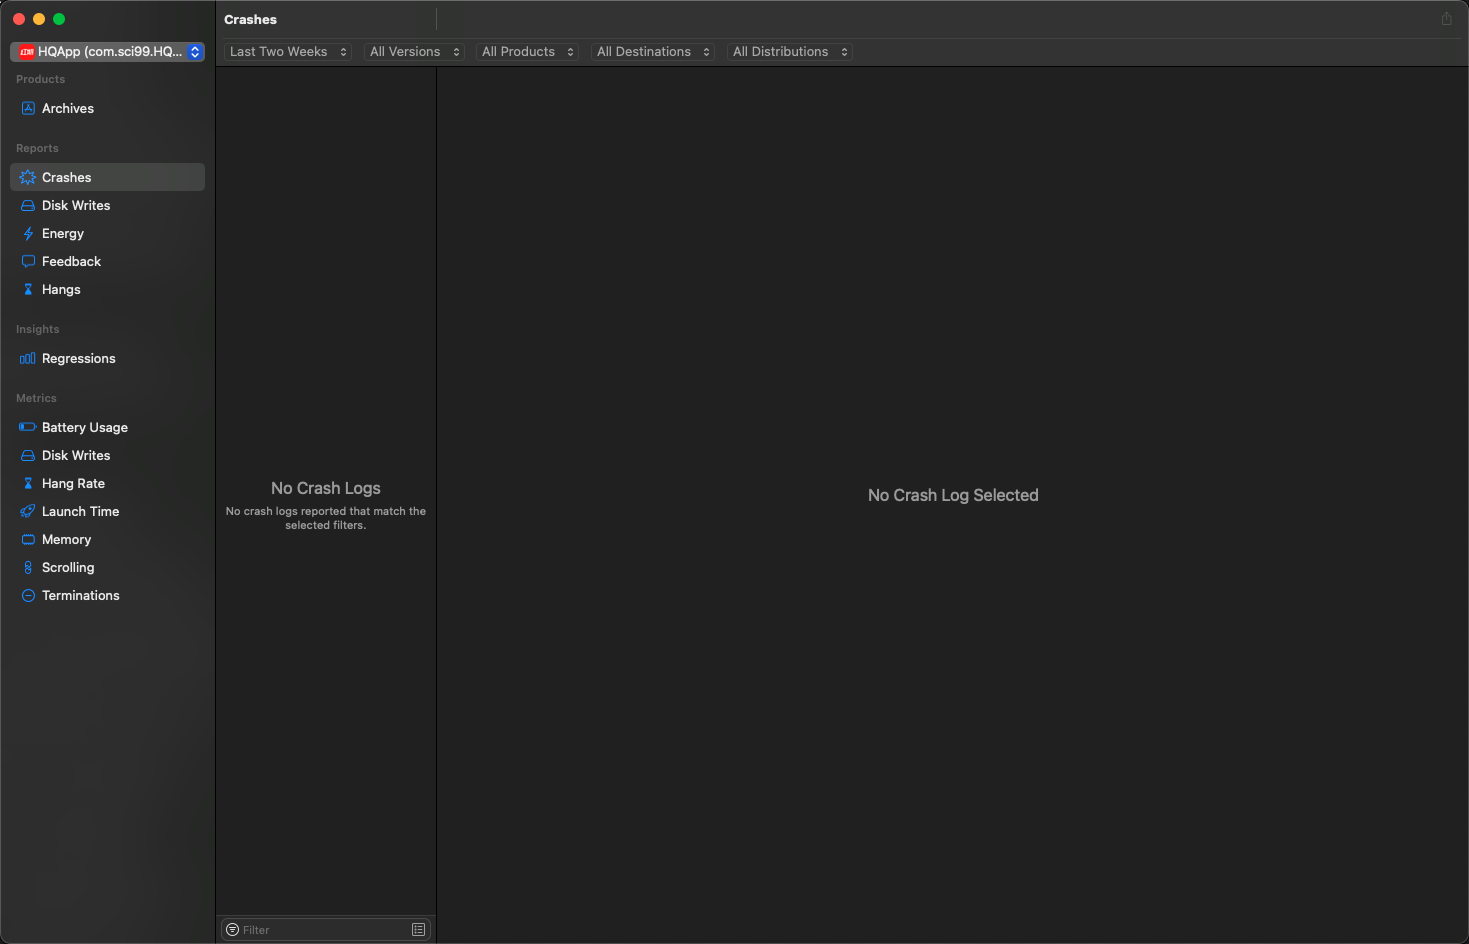 Crashes
HQApp (com.sci99.HQ...
Last Two Weeks
All Versions
All Products
All Destinations
All Distributions
Products
Archives
Reports
Crashes
Disk Writes
Energy
Feedback
Hangs
Insights
Regressions
Metrics
Battery Usage
Disk Writes
Hang Rate
Launch Time
Memory
Scrolling
Terminations
No Crash Logs
No crash logs reported that match the
selected filters.
No Crash Log Selected
Filter